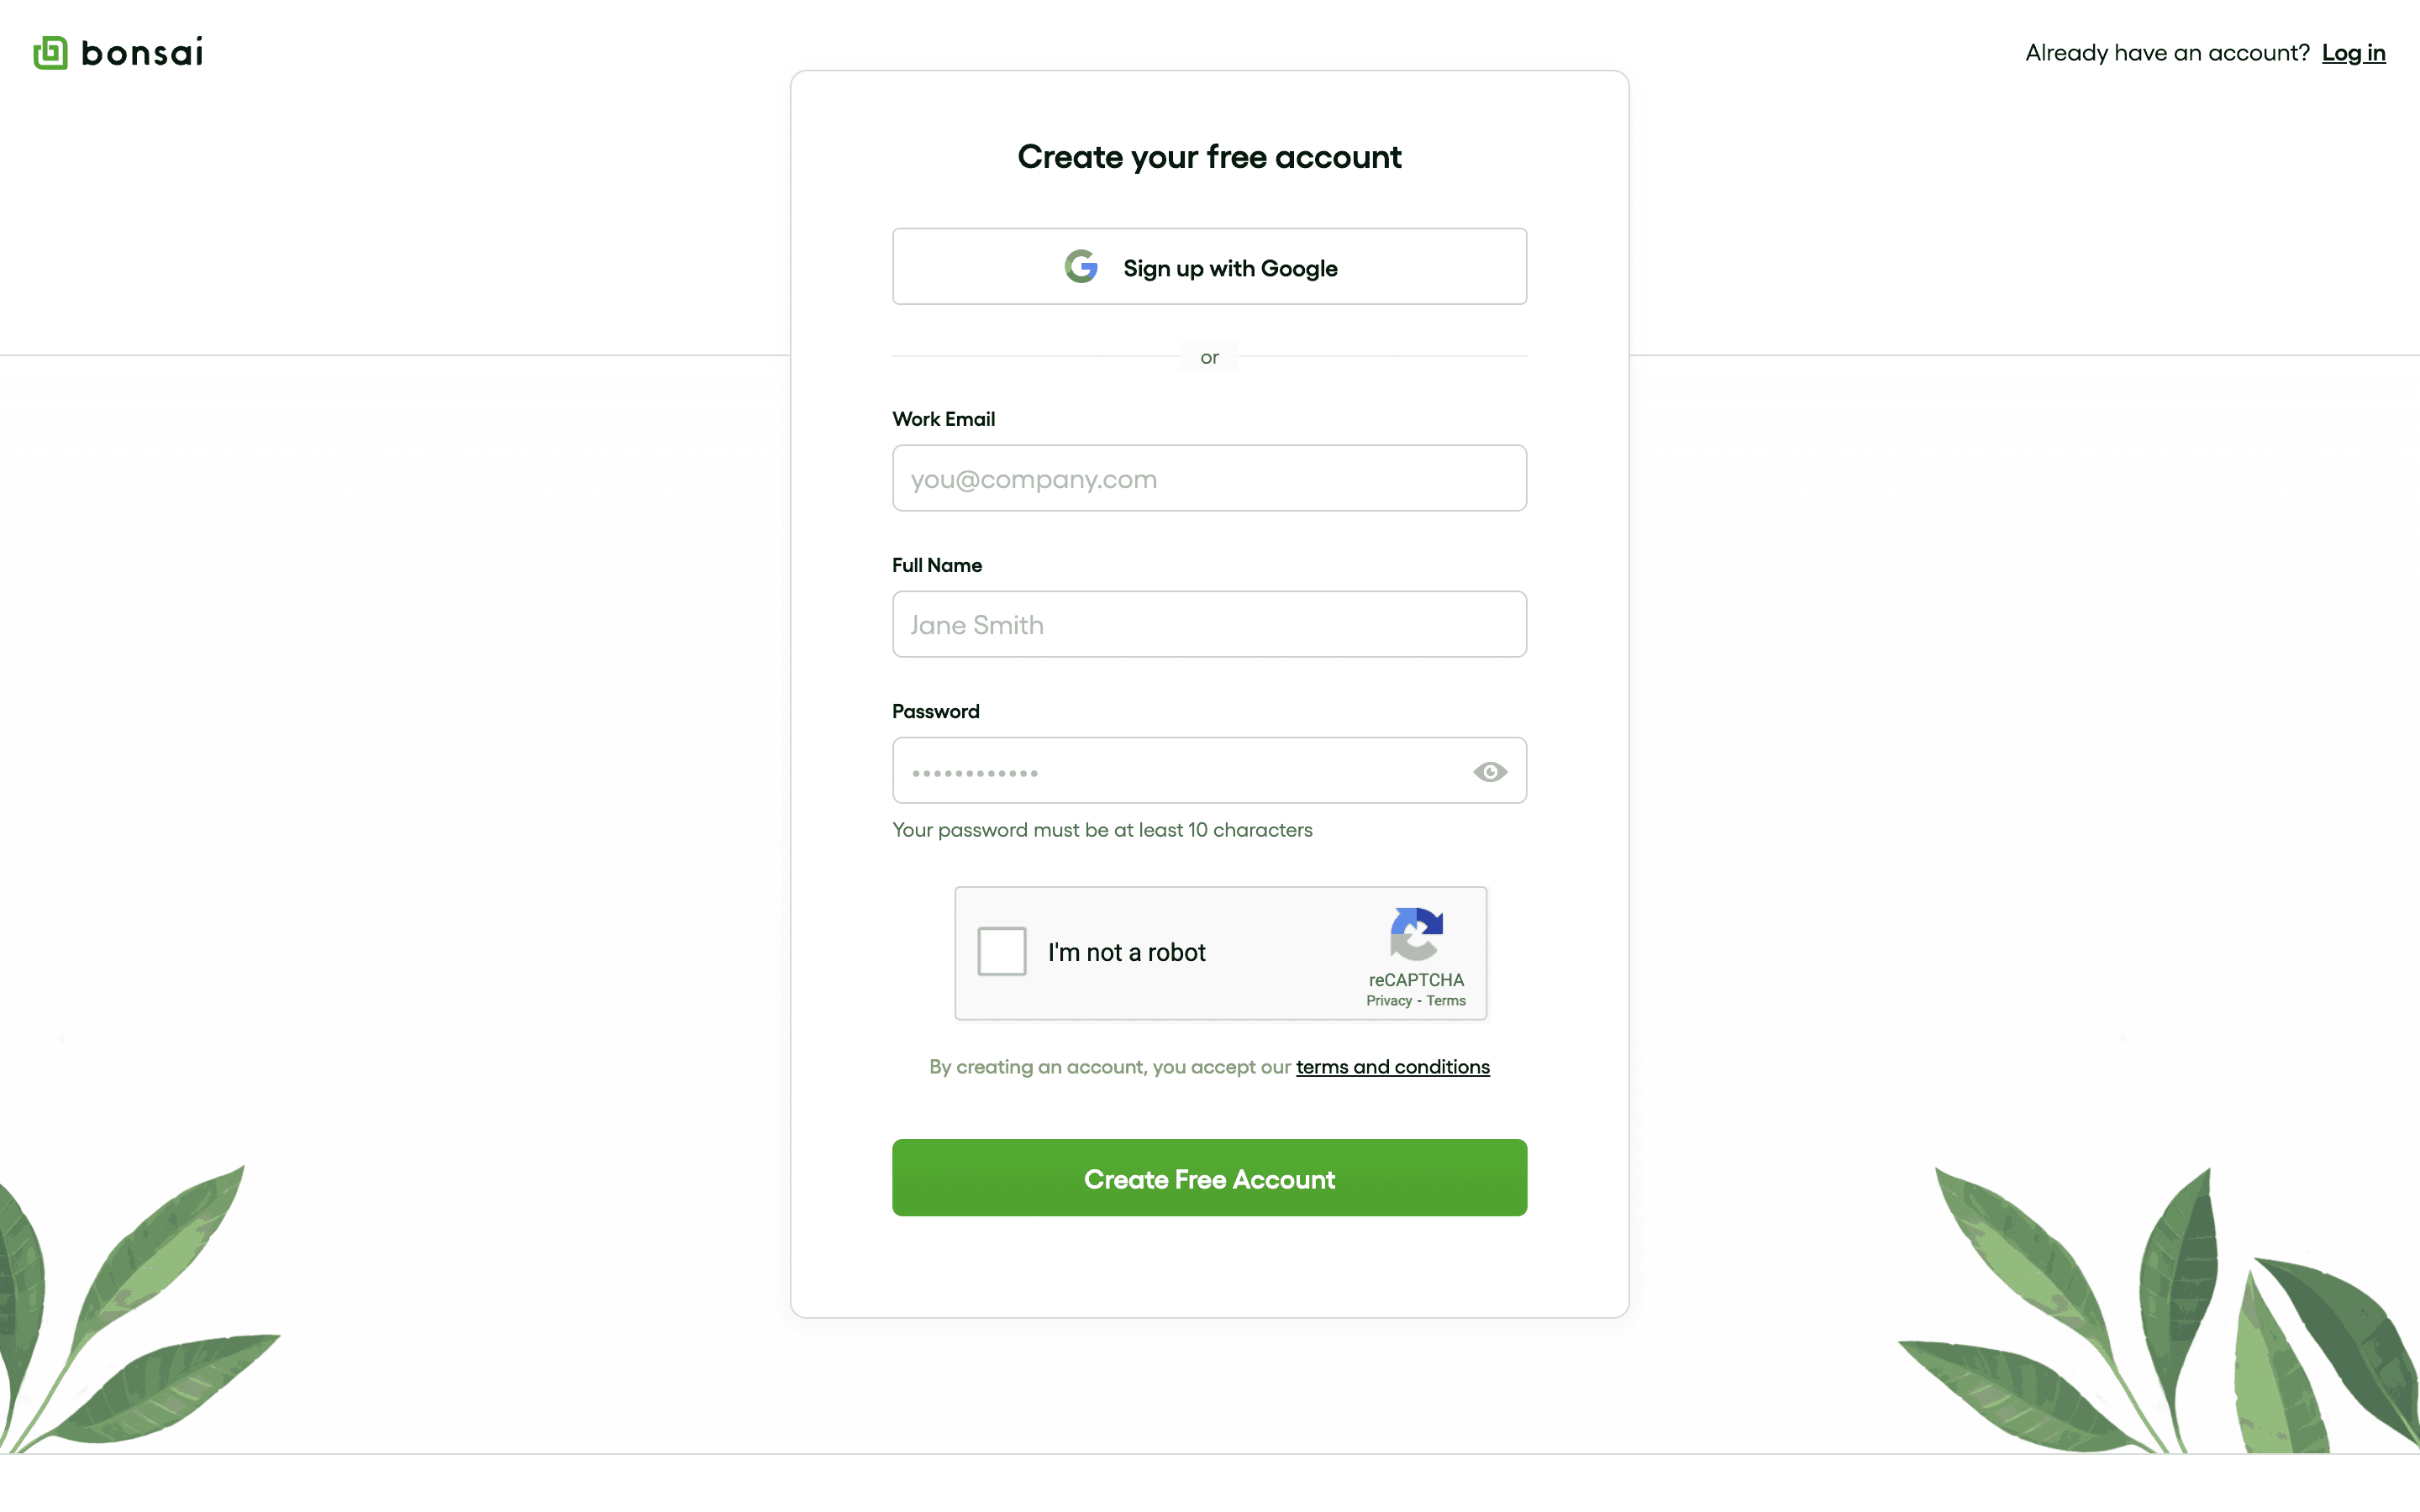 bonsai
Already have an account? Log in
Create your free account
Sign up with Google
or
Work Email
you@company.com
Full Name
Jane Smith
Password
••••••••••••
Your password must be at least 10 characters
I'm not a robot
reCAPTCHA
Privacy - Terms
By creating an account, you accept our terms and conditions
Create Free Account